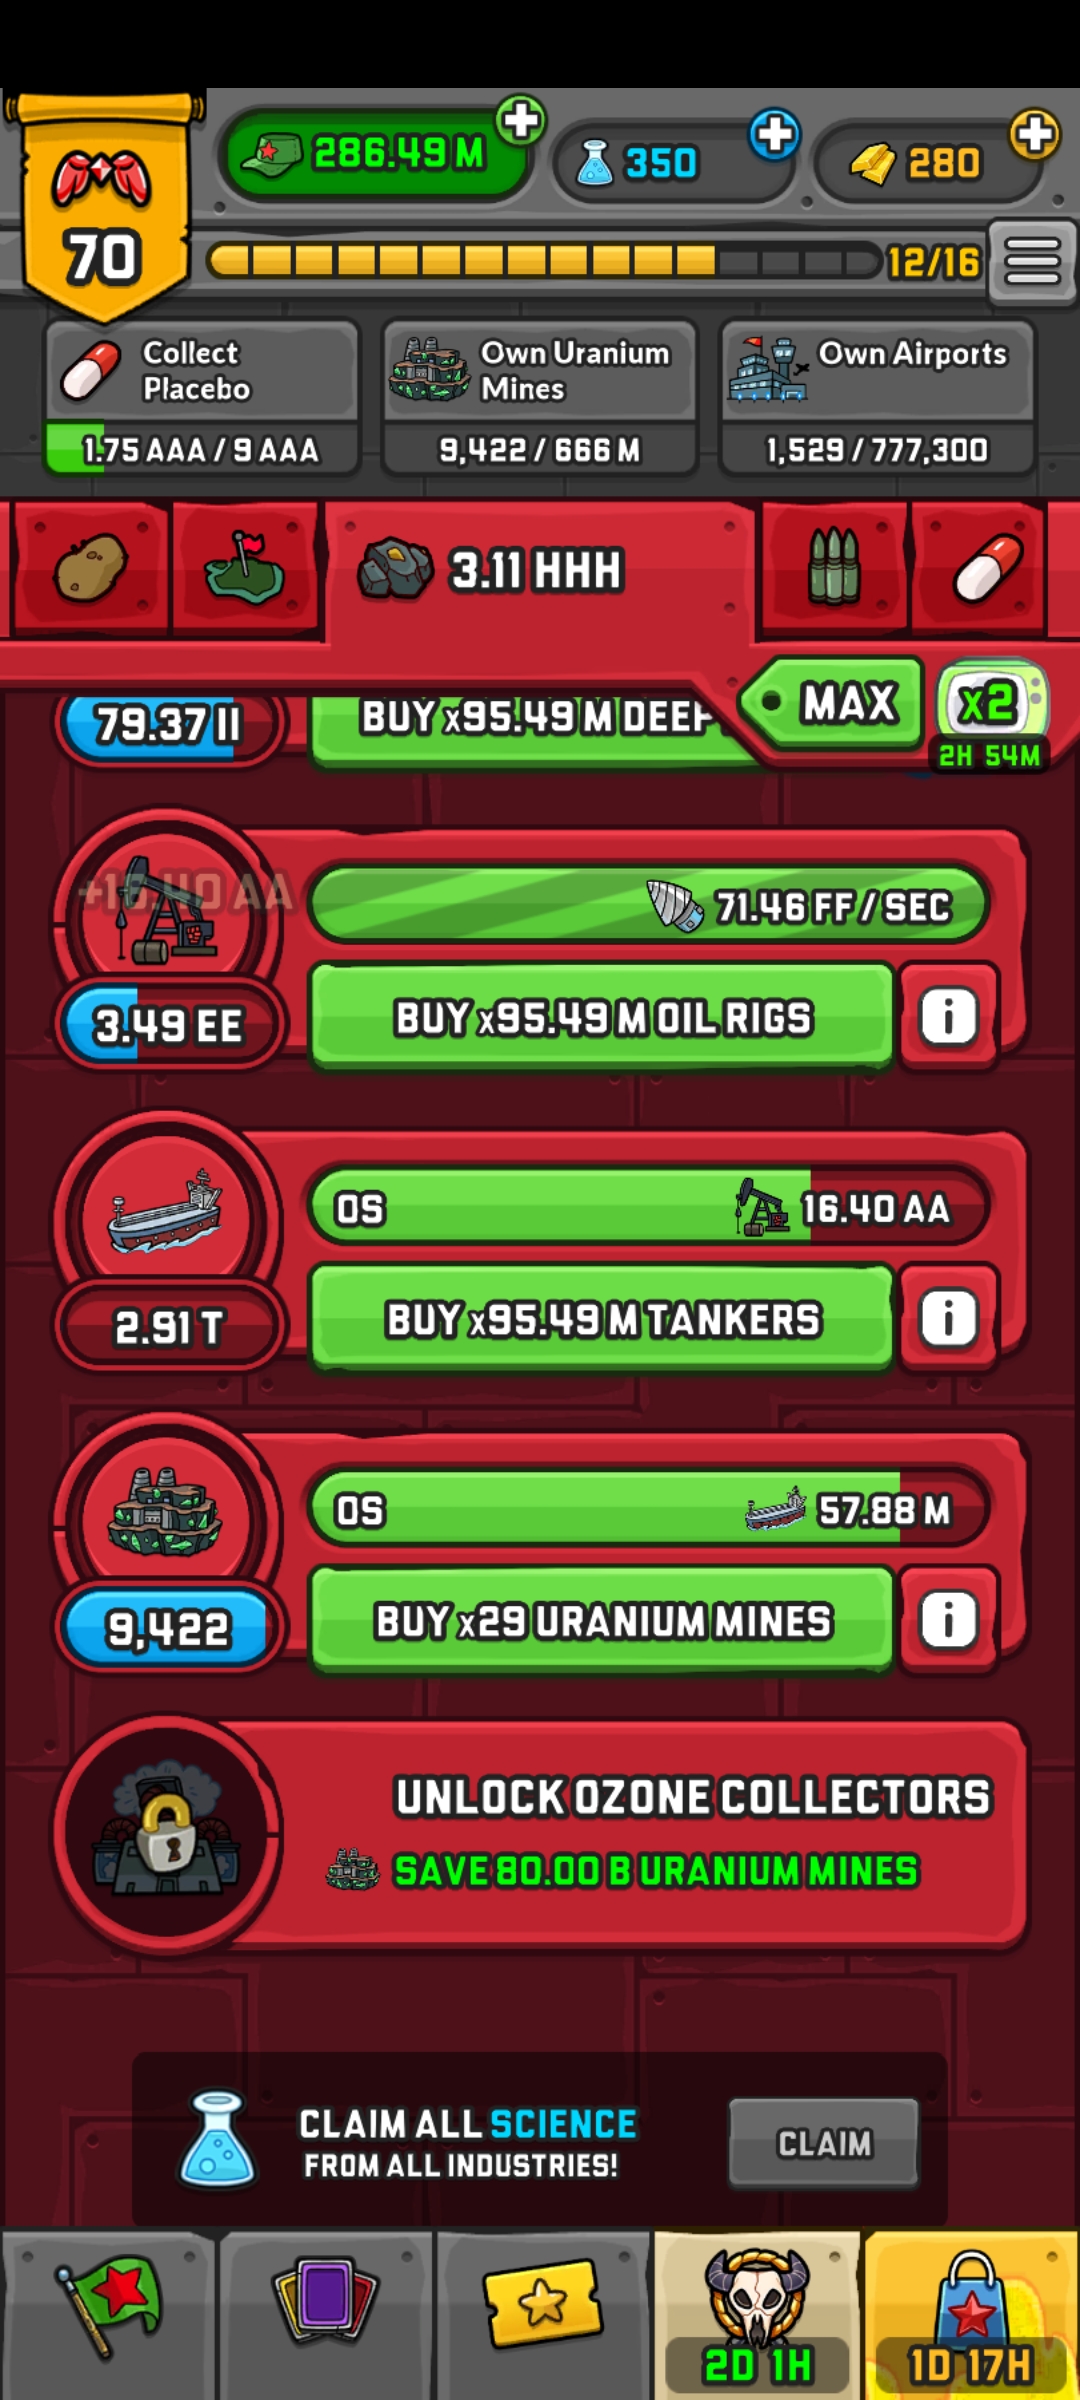 286.49 M
350
280
70
12/16
Collect
Placebo
Own Uranium
Mines
Own Airports
1.75 AAA / 9 AAA
9,422 / 666 M
1,529 / 777,300
3.11 HHH
MAX
x2
2H 54M
79.37 II
BUY x95.49 M DEEP
+16.40 AA
71.46 FF / SEC
3.49 EE
BUY x95.49 M OIL RIGS
i
0S
16.40 AA
2.91 T
BUY x95.49 M TANKERS
i
0S
57.88 M
9,422
BUY x29 URANIUM MINES
i
UNLOCK OZONE COLLECTORS
SAVE 80.00 B URANIUM MINES
CLAIM ALL SCIENCE
FROM ALL INDUSTRIES!
CLAIM
2D 1H
1D 17H